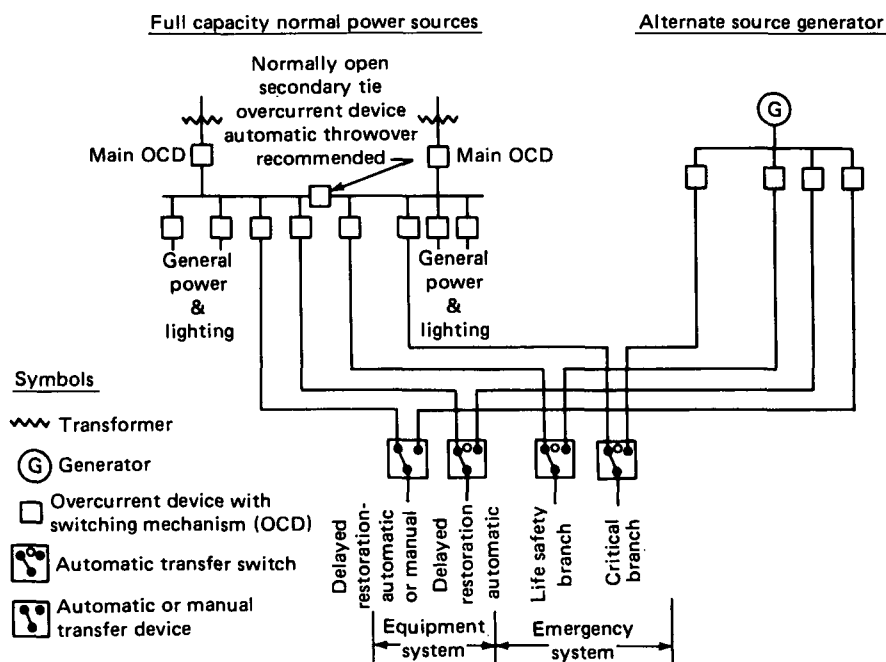 Full capacity normal power sources
Alternate source generator
Normally open
secondary tie
overcurrent device
automatic throwover
recommended
Main OCD
Main OCD
G
General
power
&
lighting
General
power
&
lighting
Symbols
Transformer
G
Generator
Overcurrent device with
switching mechanism (OCD)
Automatic transfer switch
Automatic or manual
transfer device
Delayed
restoration-
automatic
or manual
Delayed
restoration
automatic
Life safety
branch
Critical
branch
Equipment
system
Emergency
system